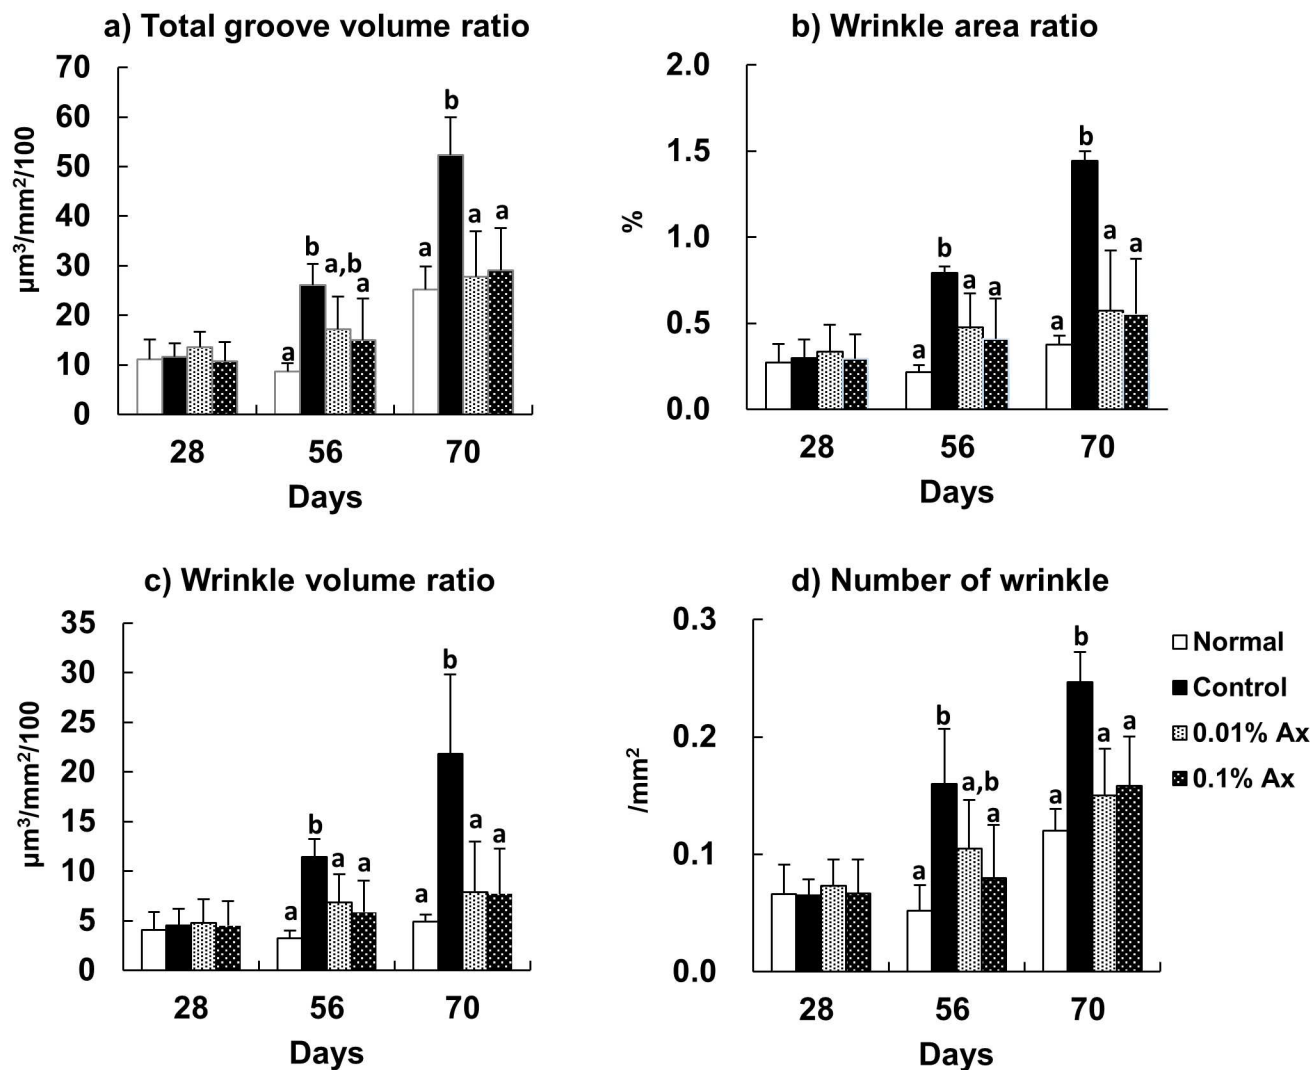 a) Total groove volume ratio
µm³/mm²/100
70
60
50
40
30
20
10
0
b
b
a,b
a
a
a
a
a
28 56 70
Days
b) Wrinkle area ratio
%
2.0
1.5
1.0
0.5
0.0
b
b
a
a
a
a
a
a
28 56 70
Days
c) Wrinkle volume ratio
µm³/mm²/100
35
30
25
20
15
10
5
0
b
b
a
a
a
a
a
a
28 56 70
Days
d) Number of wrinkle
/mm²
0.3
0.2
0.1
0.0
b
b
a,b
a
a
a
a
a
28 56 70
Days
Normal
Control
0.01% Ax
0.1% Ax